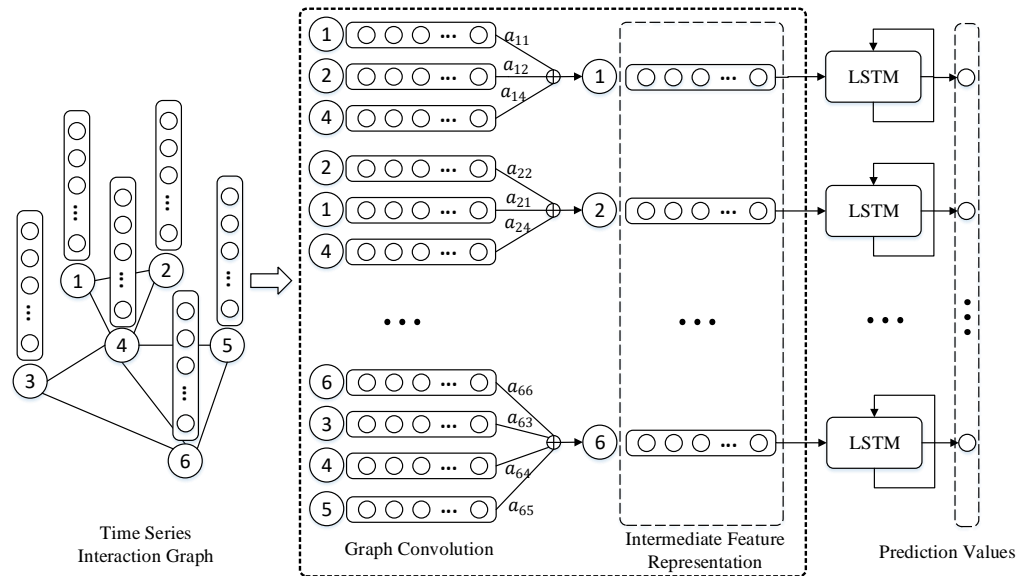 1
2
3
4
5
6
Time Series
Interaction Graph
1 ... a₁₁
2 ... a₁₂
4 ... a₁₄
1 ...
LSTM
2 ... a₂₂
1 ... a₂₁
4 ... a₂₄
2 ...
LSTM
...
...
...
6 ... a₆₆
3 ... a₆₃
4 ... a₆₄
5 ... a₆₅
6 ...
LSTM
Graph Convolution
Intermediate Feature
Representation
Prediction Values